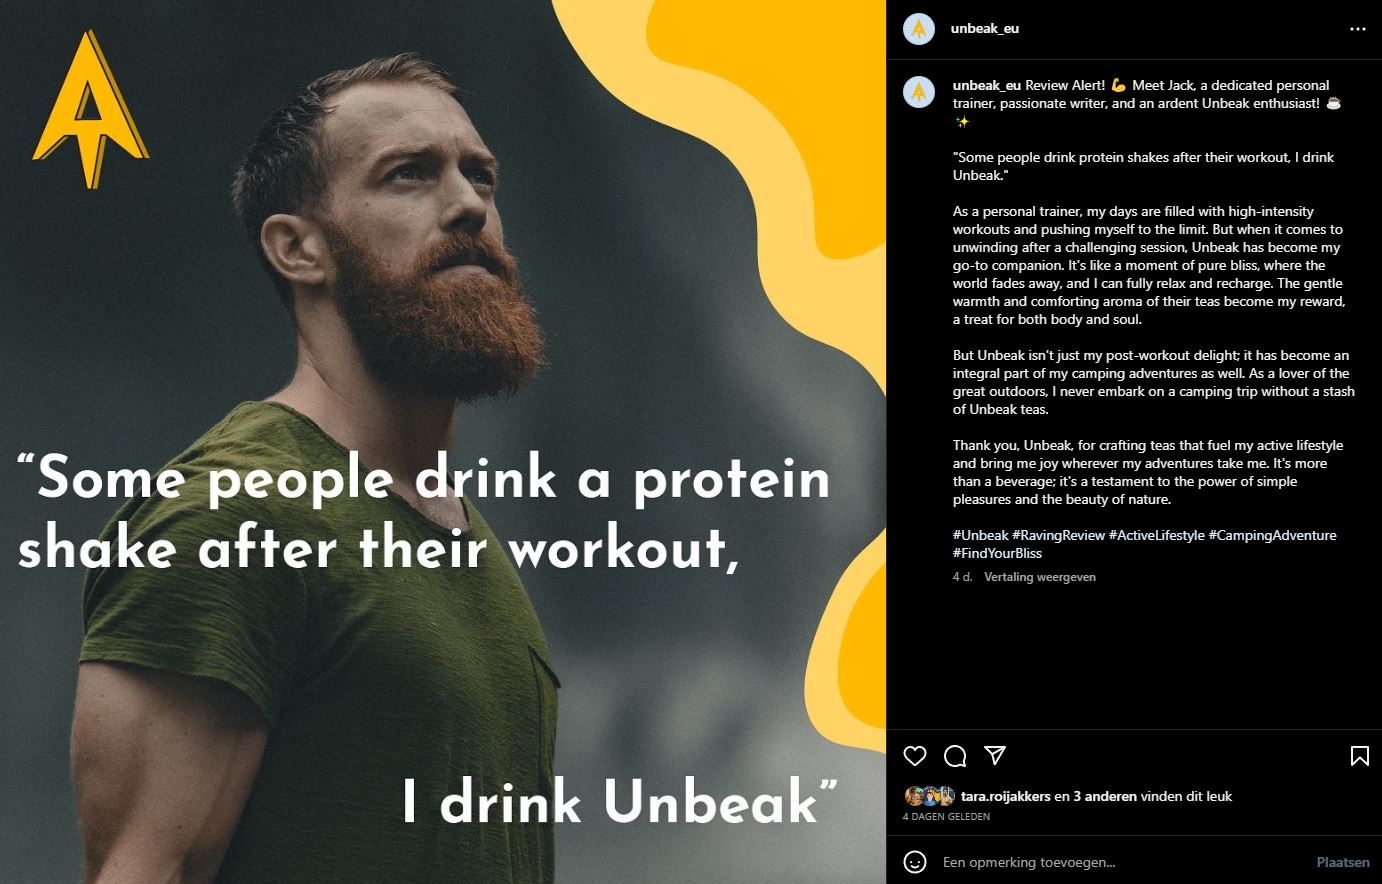 “Some people drink a protein
shake after their workout,
I drink Unbeak”
unbeak_eu
unbeak_eu Review Alert! 💪 Meet Jack, a dedicated personal
trainer, passionate writer, and an ardent Unbeak enthusiast! ☕
✨
"Some people drink protein shakes after their workout, I drink
Unbeak."
As a personal trainer, my days are filled with high-intensity
workouts and pushing myself to the limit. But when it comes to
unwinding after a challenging session, Unbeak has become my
go-to companion. It's like a moment of pure bliss, where the
world fades away, and I can fully relax and recharge. The gentle
warmth and comforting aroma of their teas become my reward,
a treat for both body and soul.
But Unbeak isn't just my post-workout delight; it has become an
integral part of my camping adventures as well. As a lover of the
great outdoors, I never embark on a camping trip without a stash
of Unbeak teas.
Thank you, Unbeak, for crafting teas that fuel my active lifestyle
and bring me joy wherever my adventures take me. It's more
than a beverage; it's a testament to the power of simple
pleasures and the beauty of nature.
#Unbeak #RavingReview #ActiveLifestyle #CampingAdventure
#FindYourBliss
4 d. Vertaling weergeven
tara.roijakkers en 3 anderen vinden dit leuk
4 DAGEN GELEDEN
Een opmerking toevoegen...
Plaatsen